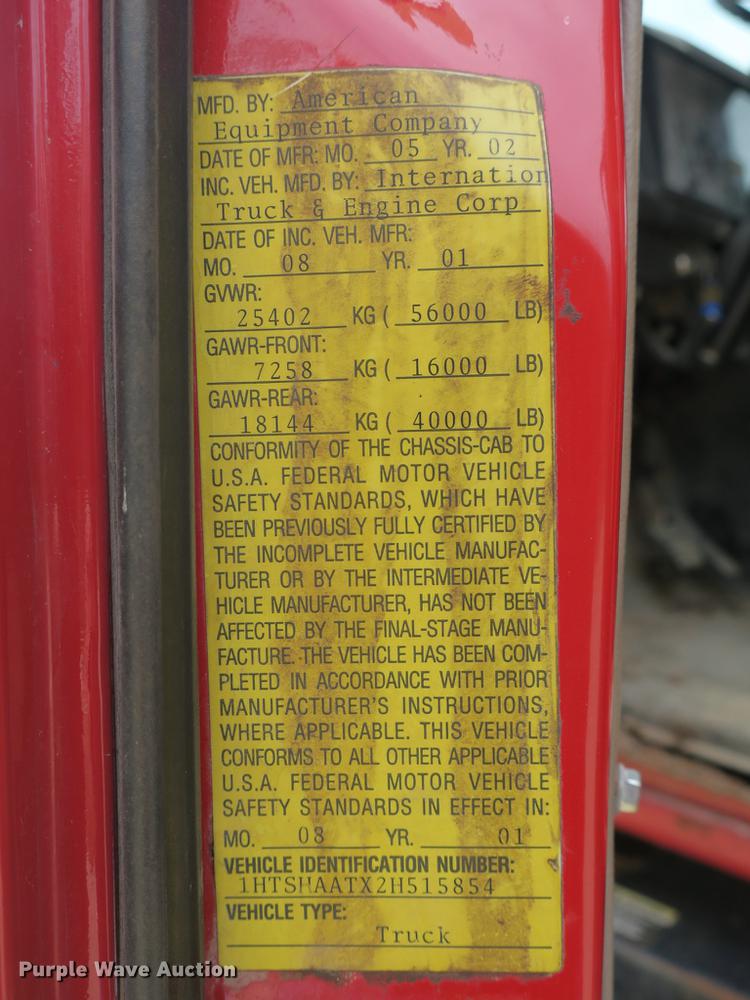 MFD. BY: American
Equipment Company
DATE OF MFR: MO. 05 YR. 02
INC. VEH. MFD. BY: Internation
Truck & Engine Corp
DATE OF INC. VEH. MFR:
MO. 08 YR. 01
GVWR:
25402 KG ( 56000 LB)
GAWR-FRONT:
7258 KG ( 16000 LB)
GAWR-REAR:
18144 KG ( 40000 LB)
CONFORMITY OF THE CHASSIS-CAB TO
U.S.A. FEDERAL MOTOR VEHICLE
SAFETY STANDARDS, WHICH HAVE
BEEN PREVIOUSLY FULLY CERTIFIED BY
THE INCOMPLETE VEHICLE MANUFAC-
TURER OR BY THE INTERMEDIATE VE-
HICLE MANUFACTURER, HAS NOT BEEN
AFFECTED BY THE FINAL-STAGE MANU-
FACTURE. THE VEHICLE HAS BEEN COM-
PLETED IN ACCORDANCE WITH PRIOR
MANUFACTURER'S INSTRUCTIONS,
WHERE APPLICABLE. THIS VEHICLE
CONFORMS TO ALL OTHER APPLICABLE
U.S.A. FEDERAL MOTOR VEHICLE
SAFETY STANDARDS IN EFFECT IN:
MO. 08 YR. 01
VEHICLE IDENTIFICATION NUMBER:
1HTSHAATX2H515854
VEHICLE TYPE:
Truck
Purple Wave Auction